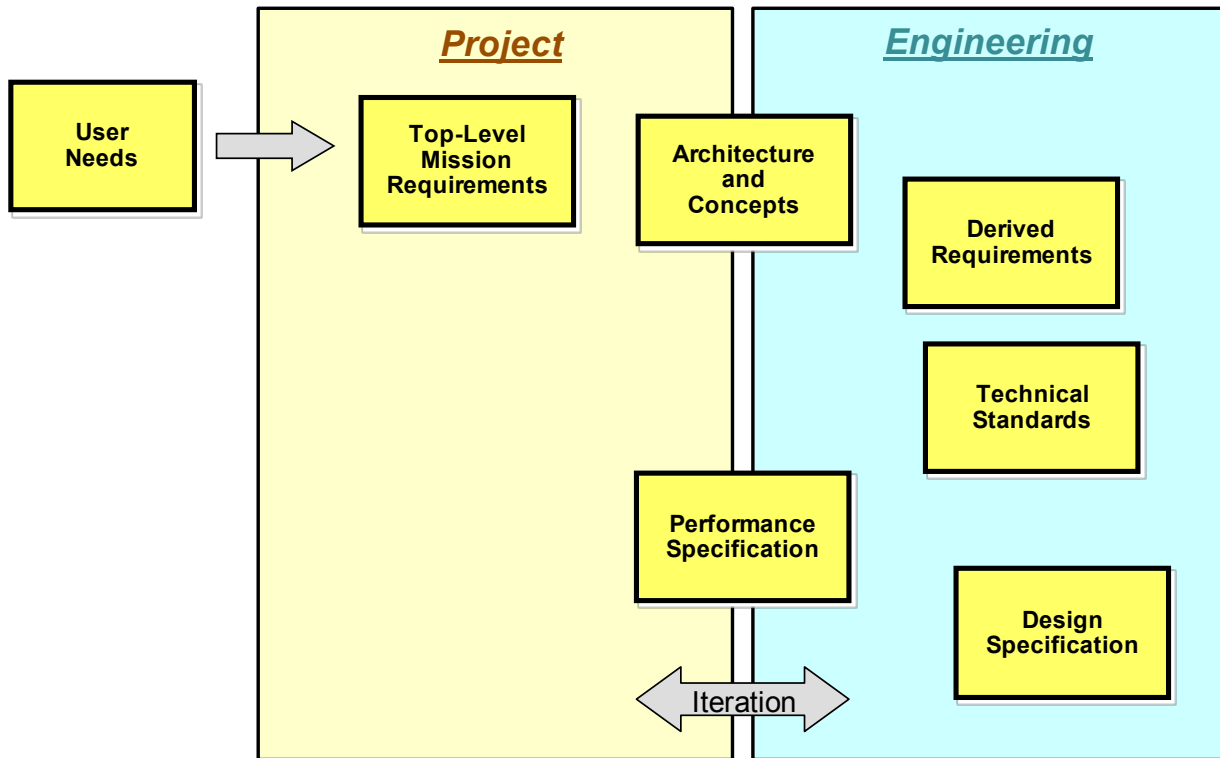 Project
Engineering
User
Needs
Top-Level
Mission
Requirements
Architecture
and
Concepts
Derived
Requirements
Technical
Standards
Performance
Specification
Design
Specification
Iteration